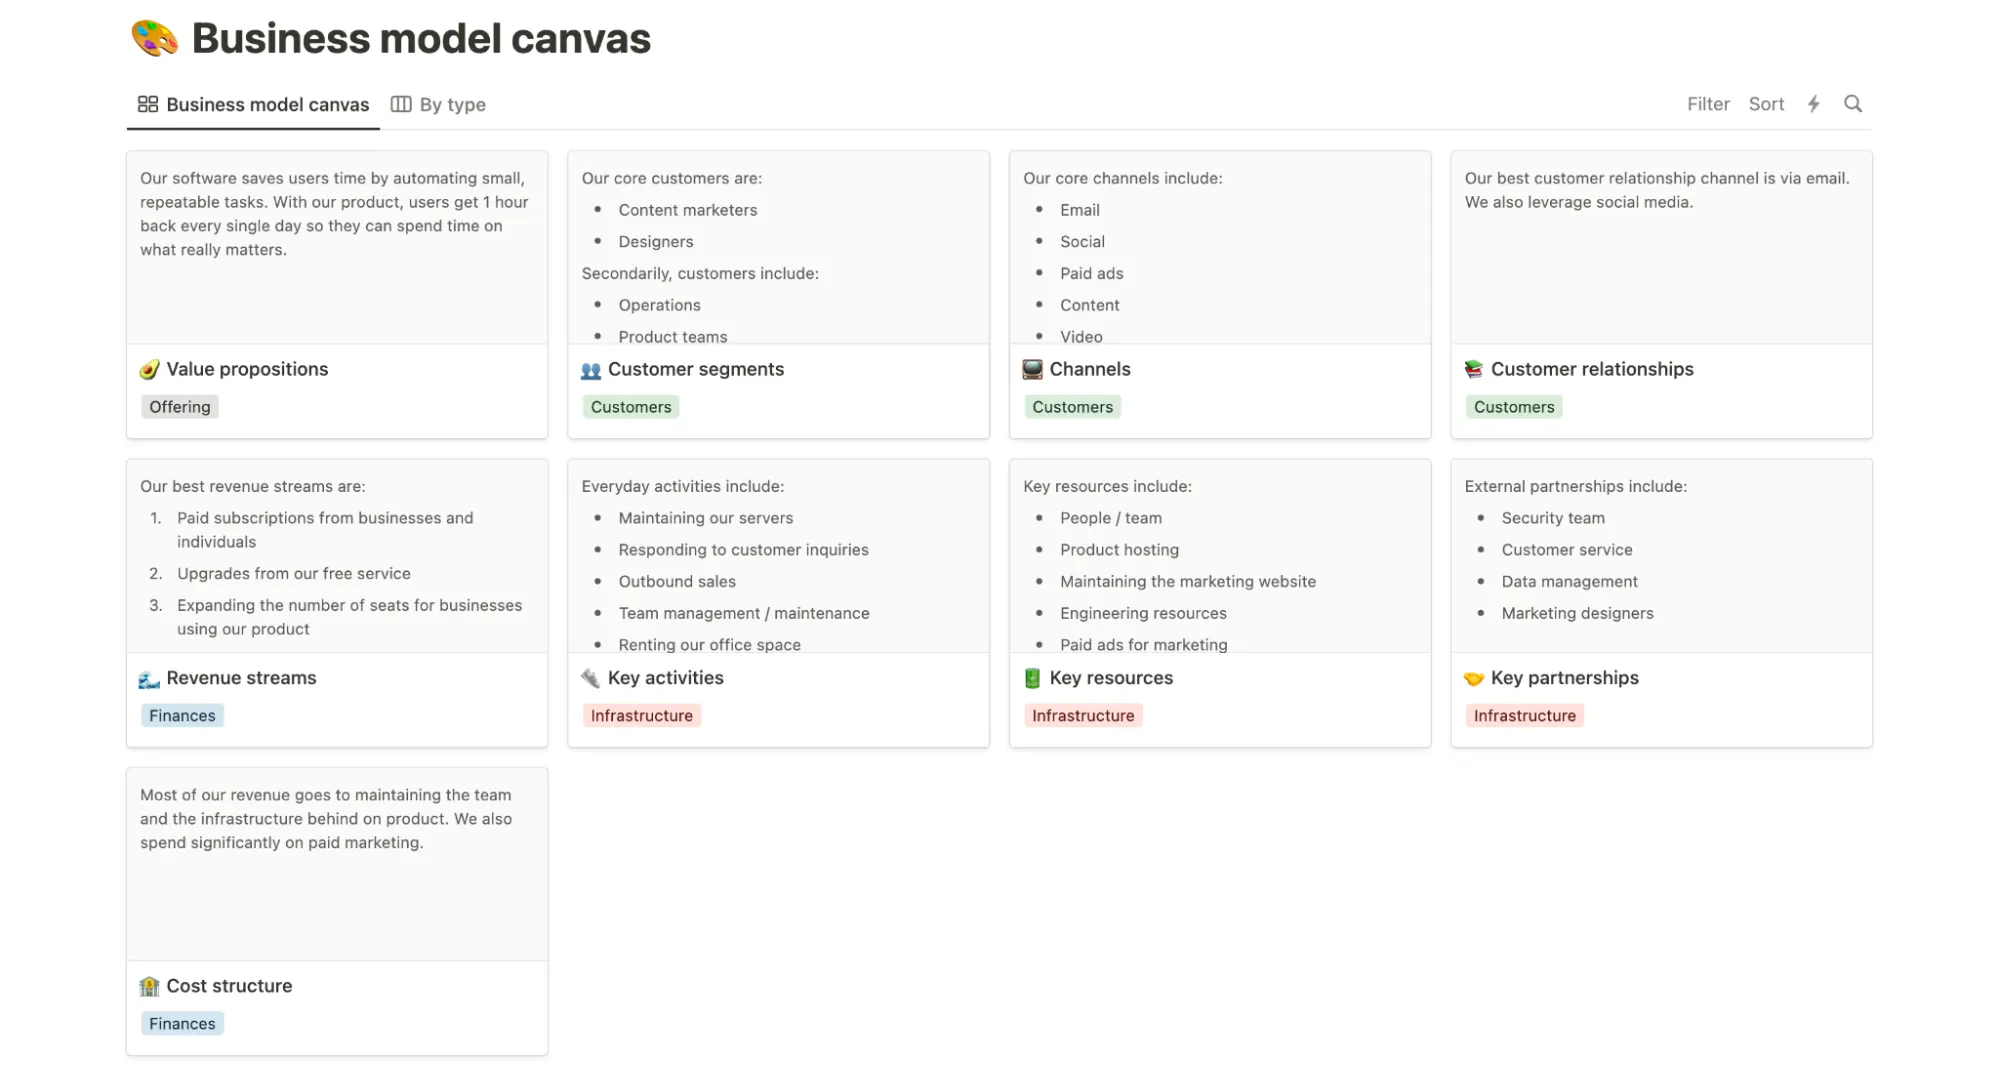 Business model canvas
Business model canvas
By type
Filter
Sort
Our software saves users time by automating small,
repeatable tasks. With our product, users get 1 hour
back every single day so they can spend time on
what really matters.
Value propositions
Offering
Our core customers are:
• Content marketers
• Designers
Secondarily, customers include:
• Operations
• Product teams
Customer segments
Customers
Our core channels include:
• Email
• Social
• Paid ads
• Content
• Video
Channels
Customers
Our best customer relationship channel is via email.
We also leverage social media.
Customer relationships
Customers
Our best revenue streams are:
1. Paid subscriptions from businesses and
individuals
2. Upgrades from our free service
3. Expanding the number of seats for businesses
using our product
Revenue streams
Finances
Everyday activities include:
• Maintaining our servers
• Responding to customer inquiries
• Outbound sales
• Team management / maintenance
• Renting our office space
Key activities
Infrastructure
Key resources include:
• People / team
• Product hosting
• Maintaining the marketing website
• Engineering resources
• Paid ads for marketing
Key resources
Infrastructure
External partnerships include:
• Security team
• Customer service
• Data management
• Marketing designers
Key partnerships
Infrastructure
Most of our revenue goes to maintaining the team
and the infrastructure behind on product. We also
spend significantly on paid marketing.
Cost structure
Finances